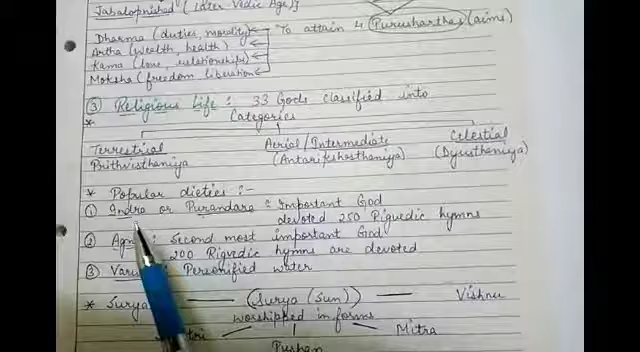 Jabalopnishad (Later Vedic Age)]
Dharma (duties, morality) To attain 4 Purusharthas (aims)
Artha (wealth, health)
Kama (love, relationships)
Moksha (freedom liberation
③ Religious Life : 33 Gods classified into
* Categories
Terrestrial Aerial/Intermediate Celestial
Prithvisthaniya (Antarikshasthaniya) (Dyusthaniya)
* Popular dieties :-
① Indra or Purandara : Important God
devoted 250 Rigvedic hymns
② Agni : Second most important God
200 Rigvedic hymns are devoted
③ : Personified water
* Surya (Surya (Sun)) Vishnu
worshipped in forms
Mitra
Pushan